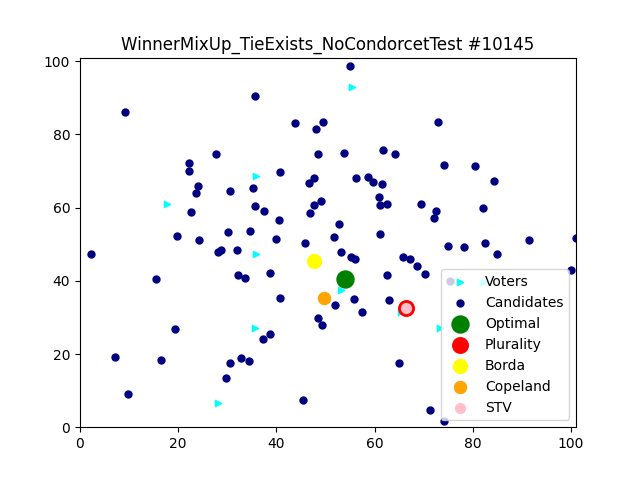 WinnerMixUp_TieExists_NoCondorcetTest #10145
100
80
60
40
20
0
0
20
40
60
80
100
Voters
Candidates
Optimal
Plurality
Borda
Copeland
STV